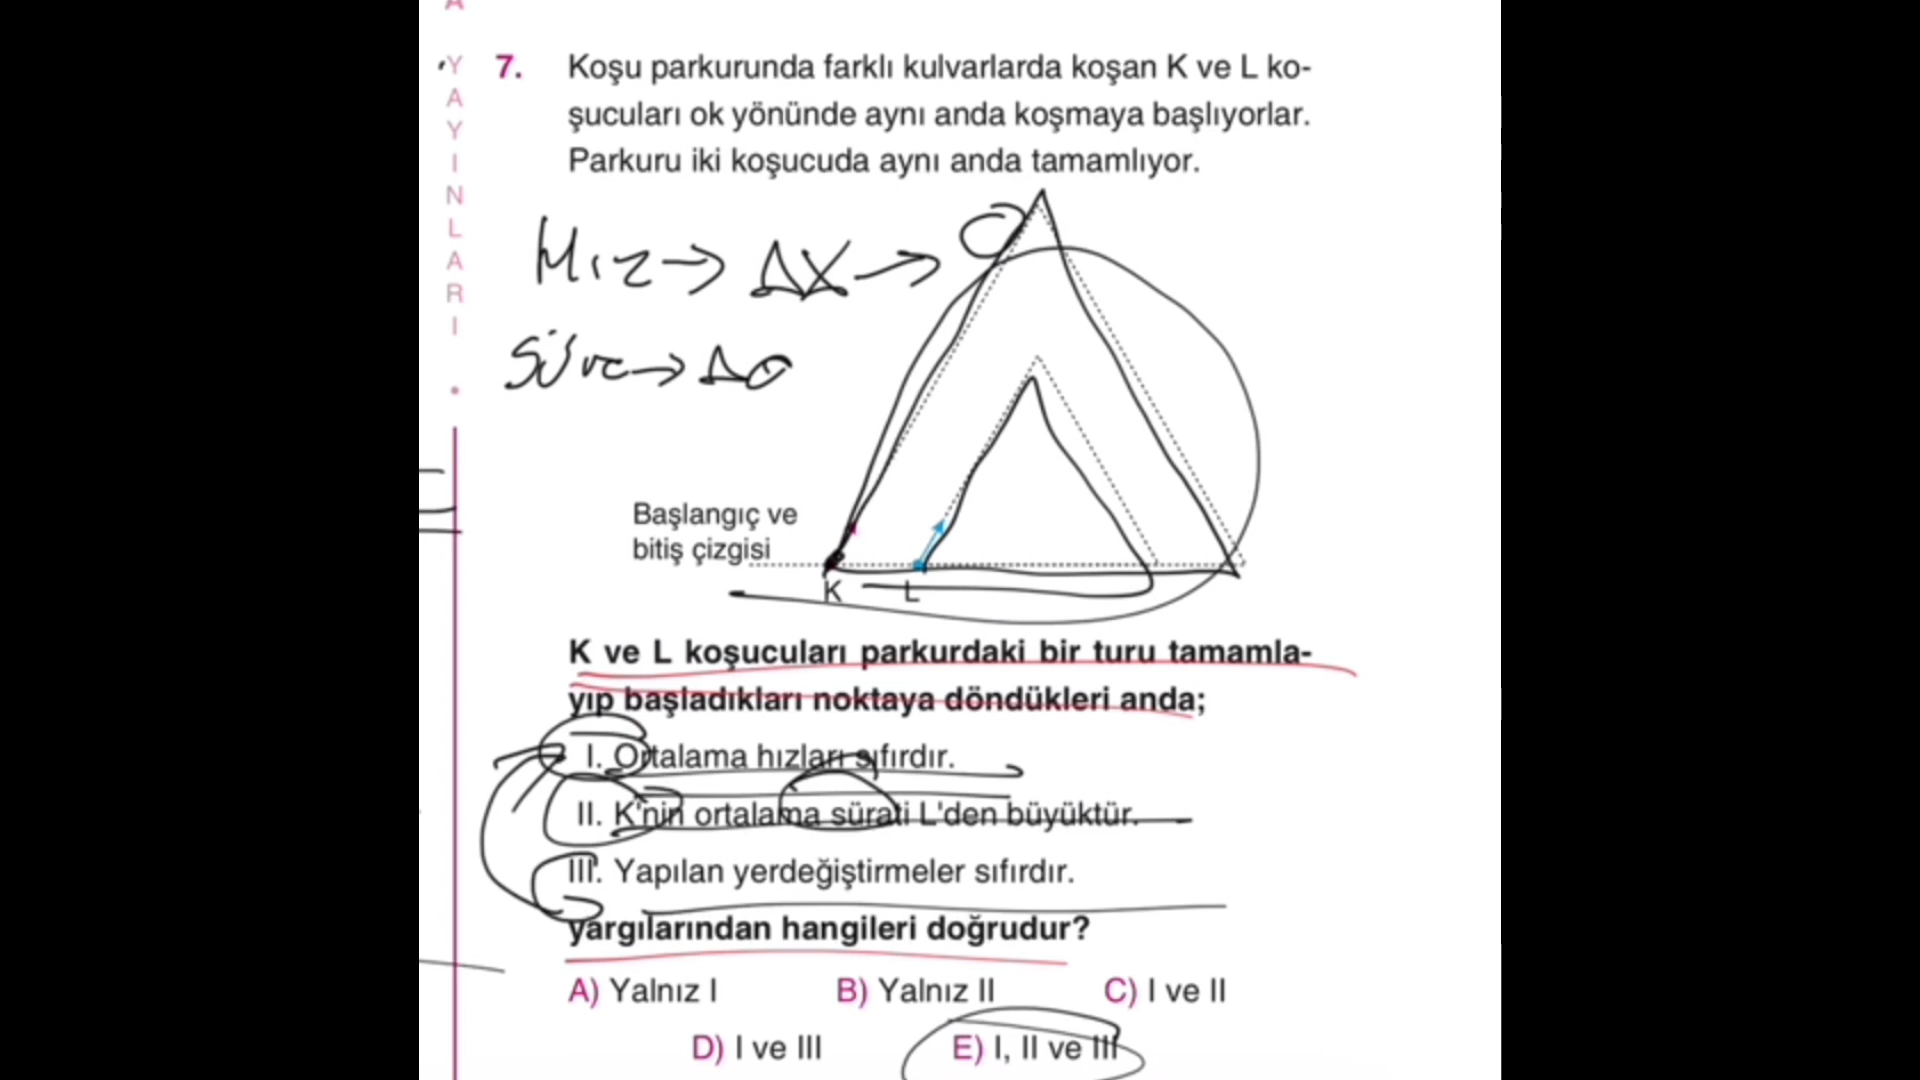 A
Y
A
Y
I
N
L
A
R
I
7. Koşu parkurunda farklı kulvarlarda koşan K ve L ko-
şucuları ok yönünde aynı anda koşmaya başlıyorlar.
Parkuru iki koşucuda aynı anda tamamlıyor.
Hız → ΔX → 0
Sürat →
Başlangıç ve
bitiş çizgisi
K L
K ve L koşucuları parkurdaki bir turu tamamla-
yıp başladıkları noktaya döndükleri anda;
I. Ortalama hızları sıfırdır.
II. K'nin ortalama sürati L'den büyüktür.
III. Yapılan yerdeğiştirmeler sıfırdır.
yargılarından hangileri doğrudur?
A) Yalnız I B) Yalnız II C) I ve II
D) I ve III E) I, II ve III